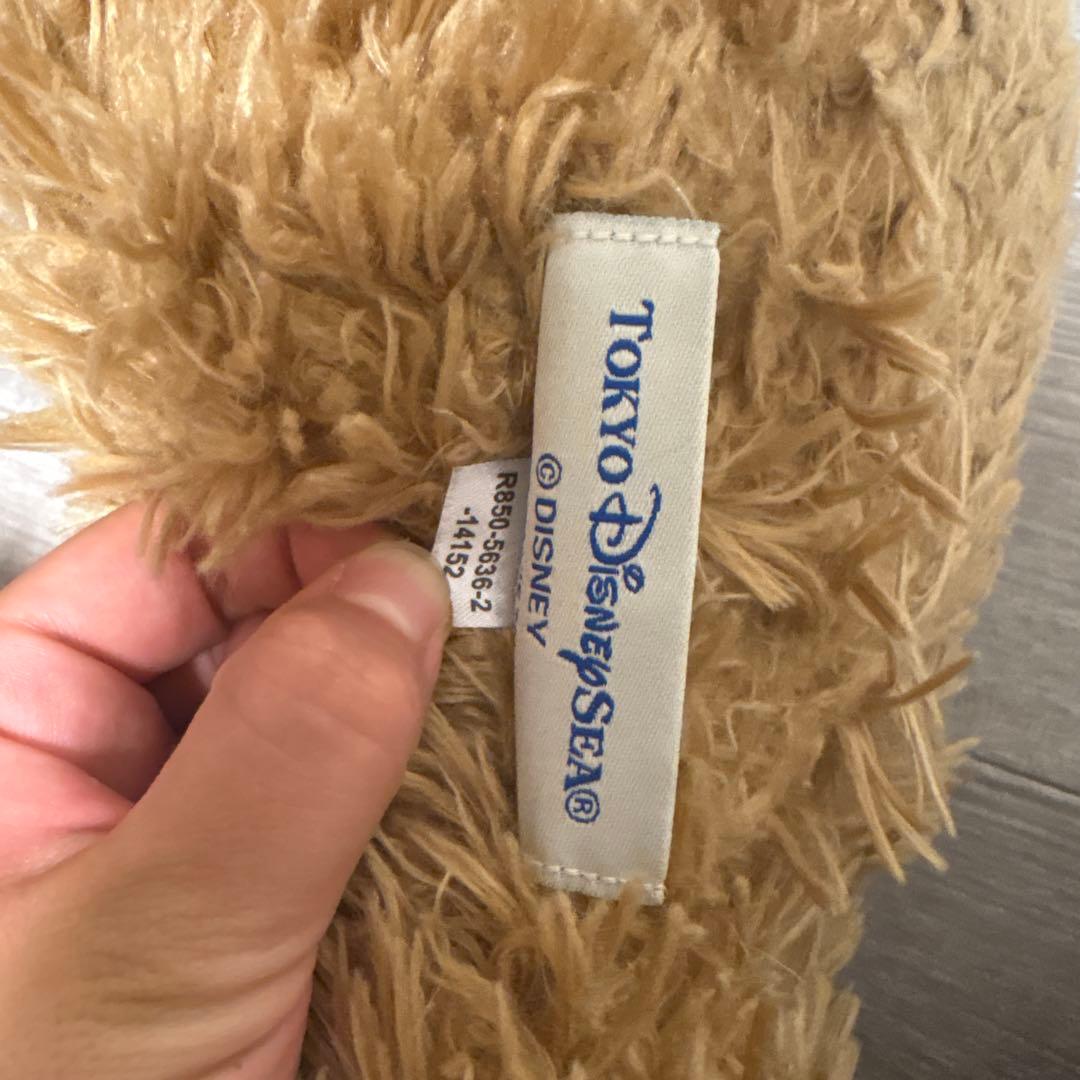 TOKYO DISNEYSEA®
© DISNEY
R850-5636-2
-14152